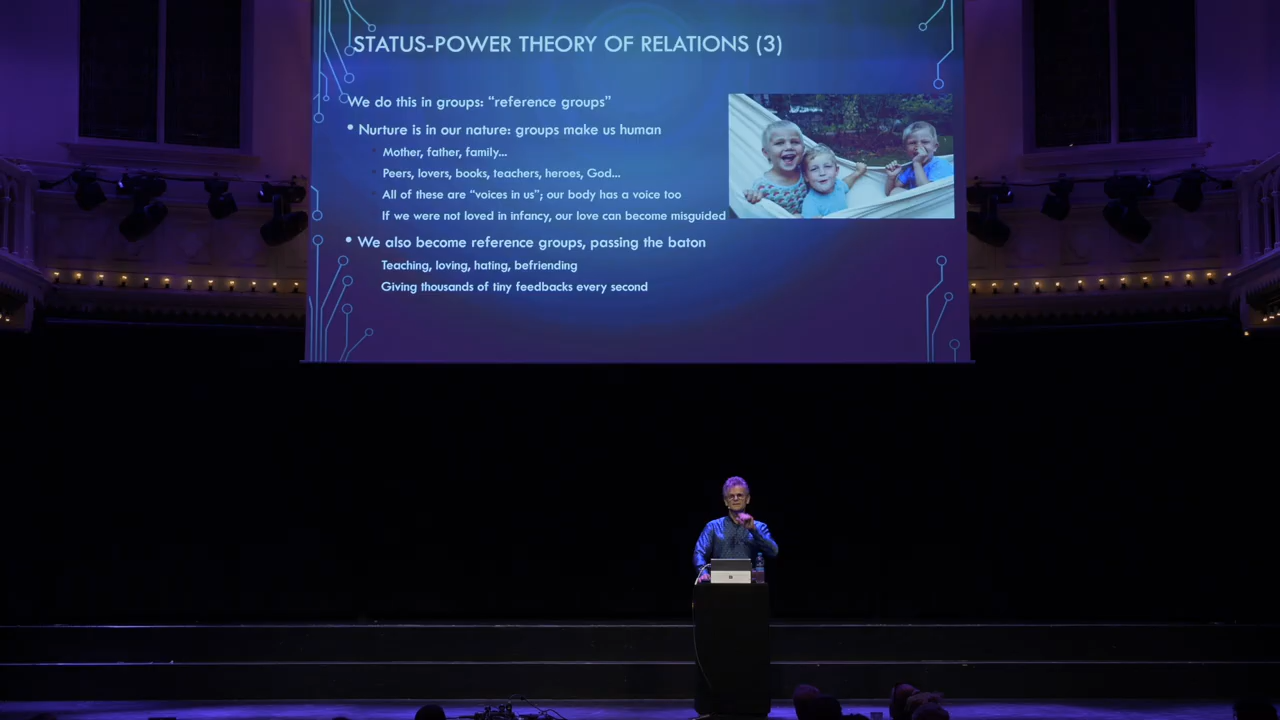 STATUS-POWER THEORY OF RELATIONS (3)
We do this in groups: “reference groups”
• Nurture is in our nature: groups make us human
Mother, father, family...
Peers, lovers, books, teachers, heroes, God...
All of these are “voices in us”; our body has a voice too
If we were not loved in infancy, our love can become misguided
• We also become reference groups, passing the baton
Teaching, loving, hating, befriending
Giving thousands of tiny feedbacks every second